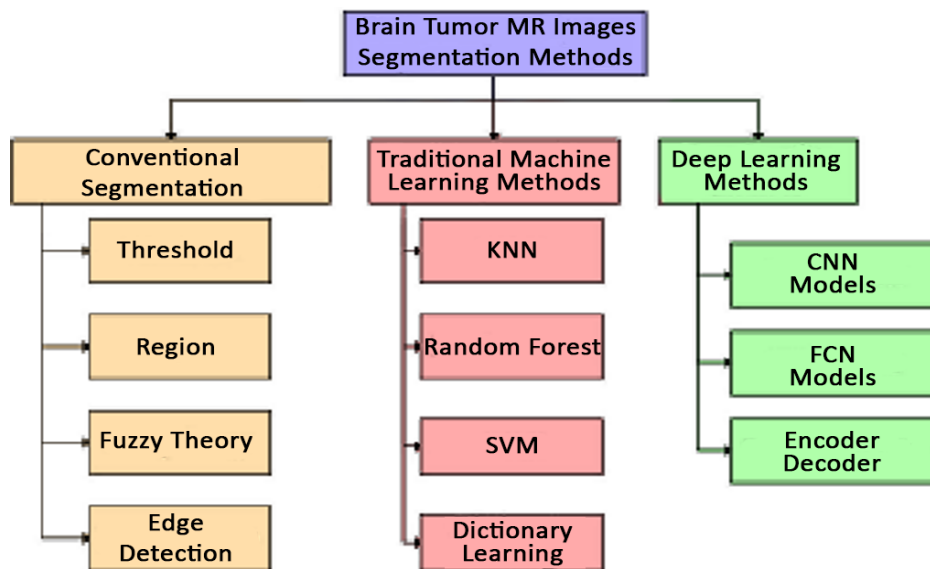 Brain Tumor MR Images
Segmentation Methods
Conventional
Segmentation
Threshold
Region
Fuzzy Theory
Edge
Detection
Traditional Machine
Learning Methods
KNN
Random Forest
SVM
Dictionary
Learning
Deep Learning
Methods
CNN
Models
FCN
Models
Encoder
Decoder